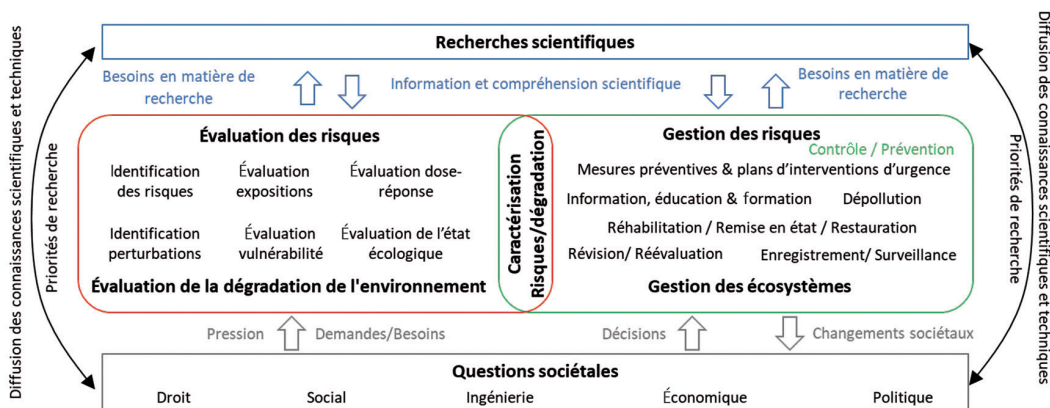 Diffusion des connaissances scientifiques et techniques
Priorités de recherche
Recherches scientifiques
Besoins en matière de
recherche
Information et compréhension scientifique
Besoins en matière de
recherche
Évaluation des risques
Identification
des risques
Évaluation
expositions
Évaluation dose-
réponse
Identification
perturbations
Évaluation
vulnérabilité
Évaluation de l'état
écologique
Évaluation de la dégradation de l'environnement
Caractérisation
Risques/dégradation
Gestion des risques
Contrôle / Prévention
Mesures préventives & plans d'interventions d'urgence
Information, éducation & formation
Dépollution
Réhabilitation / Remise en état / Restauration
Révision/ Réévaluation
Enregistrement/ Surveillance
Gestion des écosystèmes
Pression
Demandes/Besoins
Décisions
Changements sociétaux
Questions sociétales
Droit
Social
Ingénierie
Économique
Politique
Priorités de recherche
Diffusion des connaissances scientifiques et techniques